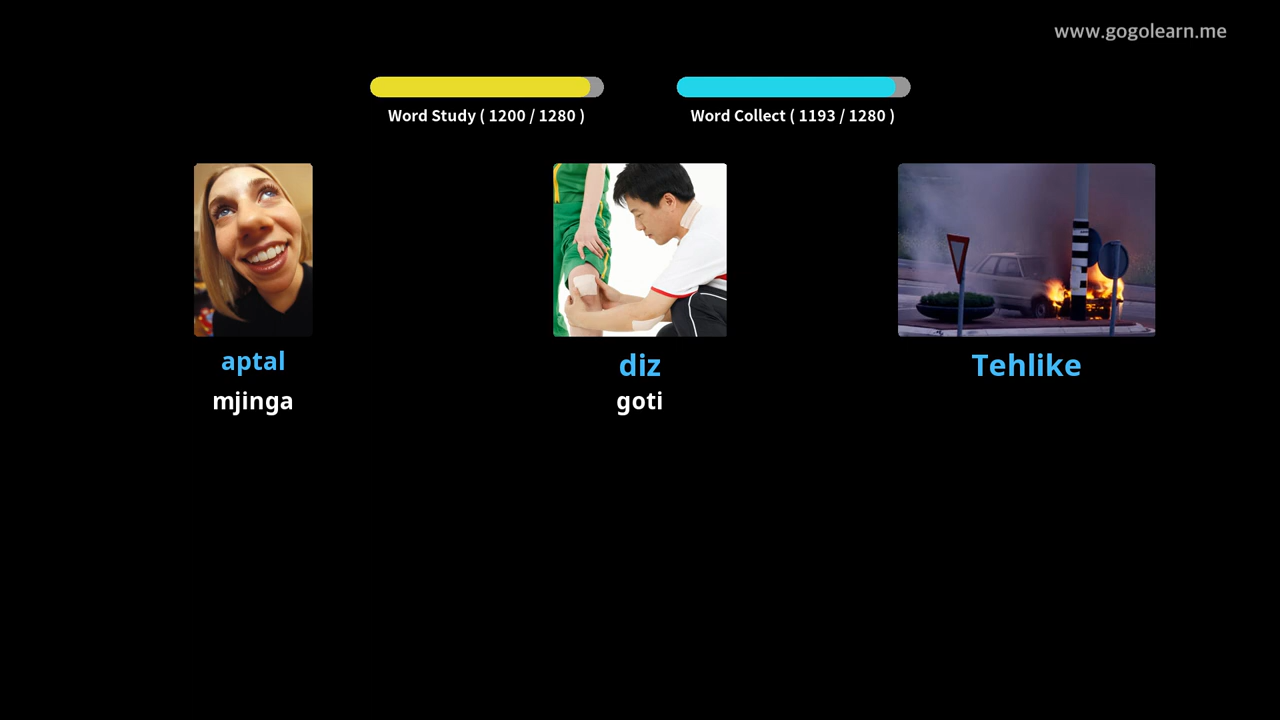 www.gogolearn.me
Word Study ( 1200 / 1280 )
Word Collect ( 1193 / 1280 )
aptal
mjinga
diz
goti
Tehlike